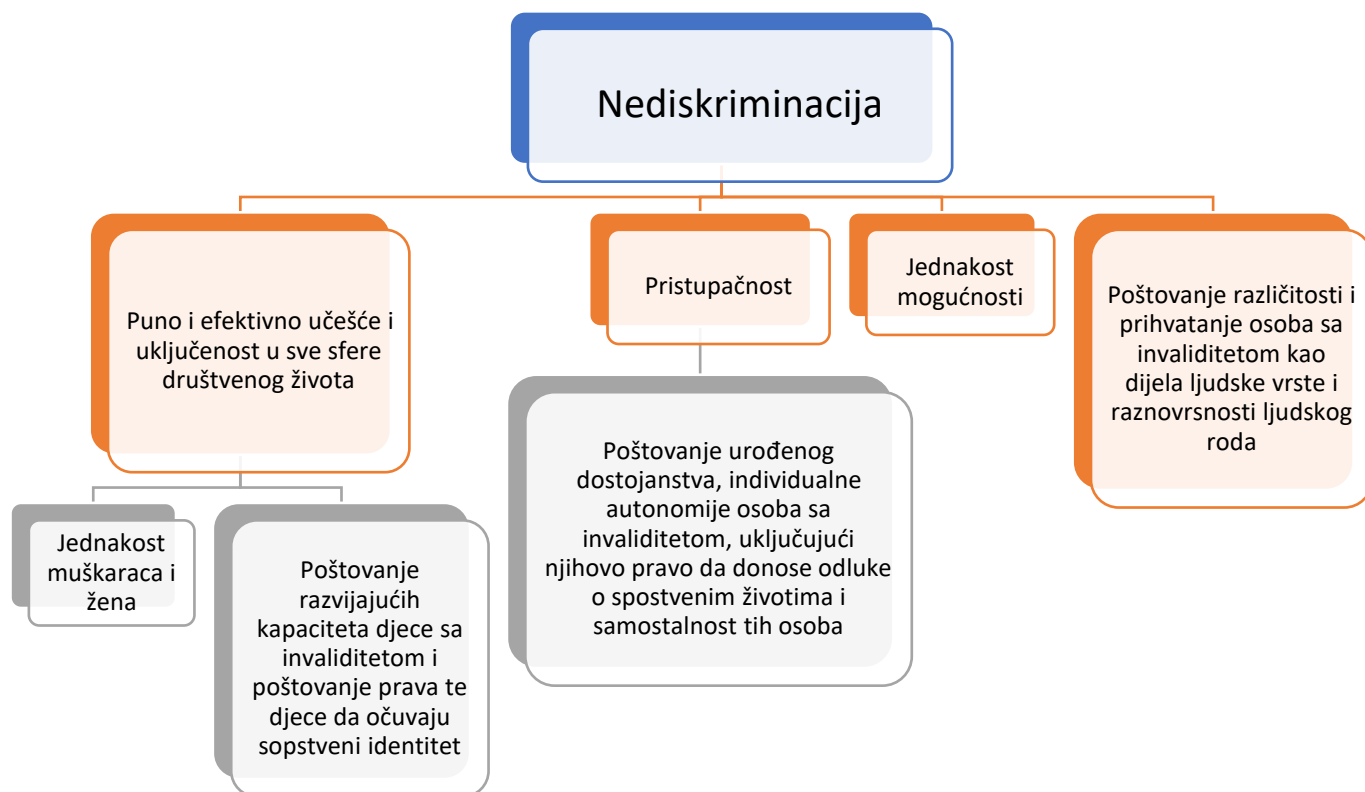 Nediskriminacija
Puno i efektivno učešće i
uključenost u sve sfere
društvenog života
Pristupačnost
Jednakost
mogućnosti
Poštovanje različitosti i
prihvatanje osoba sa
invaliditetom kao
dijela ljudske vrste i
raznovrsnosti ljudskog
roda
Jednakost
muškaraca i
žena
Poštovanje
razvijajućih
kapaciteta djece sa
invaliditetom i
poštovanje prava te
djece da očuvaju
sopstveni identitet
Poštovanje urođenog
dostojanstva, individualne
autonomije osoba sa
invaliditetom, uključujući
njihovo pravo da donose odluke
o spostvenim životima i
samostalnost tih osoba